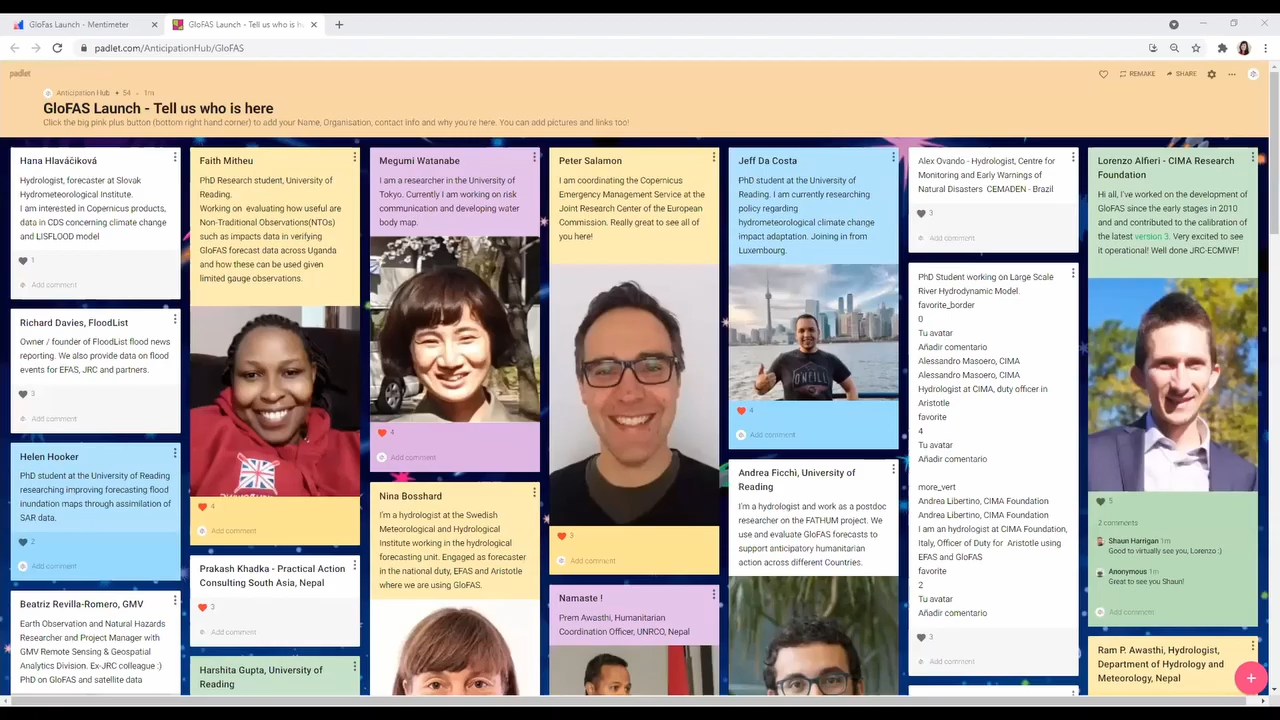 GloFas Launch - Mentimeter
GloFAS Launch - Tell us who is h
padlet.com/AnticipationHub/GloFAS
padlet
REMAKE
SHARE
Anticipation Hub • 54 • 1m
GloFAS Launch - Tell us who is here
Click the big pink plus button (bottom right hand corner) to add your Name, Organisation, contact info and why you're here. You can add pictures and links too!
Hana Hlaváčiková
Hydrologist, forecaster at Slovak
Hydrometeorological Institute.
I am interested in Copernicus products,
data in CDS concerning climate change
and LISFLOOD model
1
Add comment
Richard Davies, FloodList
Owner / founder of FloodList flood news
reporting. We also provide data on flood
events for EFAS, JRC and partners.
3
Add comment
Helen Hooker
PhD student at the University of Reading
researching improving forecasting flood
inundation maps through assimilation of
SAR data.
2
Add comment
Beatriz Revilla-Romero, GMV
Earth Observation and Natural Hazards
Researcher and Project Manager with
GMV Remote Sensing & Geospatial
Analytics Division. Ex-JRC colleague :)
PhD on GloFAS and satellite data
Faith Mitheu
PhD Research student, University of
Reading.
Working on evaluating how useful are
Non-Traditional Observations(NTOs)
such as impacts data in verifying
GloFAS forecast data across Uganda
and how these can be used given
limited gauge observations.
4
Add comment
Prakash Khadka - Practical Action
Consulting South Asia, Nepal
3
Add comment
Harshita Gupta, University of
Reading
Megumi Watanabe
I am a researcher in the University of
Tokyo. Currently I am working on risk
communication and developing water
body map.
4
Add comment
Nina Bosshard
I'm a hydrologist at the Swedish
Meteorological and Hydrological
Institute working in the hydrological
forecasting unit. Engaged as forecaster
in the national duty, EFAS and Aristotle
where we are using GloFAS.
Peter Salamon
I am coordinating the Copernicus
Emergency Management Service at the
Joint Research Center of the European
Commission. Really great to see all of
you here!
3
Add comment
Namaste !
Prem Awasthi, Humanitarian
Coordination Officer, UNRCO, Nepal
Jeff Da Costa
PhD student at the University of
Reading. I am currently researching
policy regarding
hydrometeorological climate change
impact adaptation. Joining in from
Luxembourg.
O'NEILL
4
Add comment
Andrea Ficchì, University of
Reading
I'm a hydrologist and work as a postdoc
researcher on the FATHUM project. We
use and evaluate GloFAS forecasts to
support anticipatory humanitarian
action across different Countries.
Alex Ovando - Hydrologist, Centre for
Monitoring and Early Warnings of
Natural Disasters CEMADEN - Brazil
3
Add comment
PhD Student working on Large Scale
River Hydrodynamic Model.
favorite_border
0
Tu avatar
Añadir comentario
Alessandro Masoero, CIMA
Alessandro Masoero, CIMA
Hydrologist at CIMA, duty officer in
Aristotle
favorite
4
Tu avatar
Añadir comentario
more_vert
Andrea Libertino, CIMA Foundation
Andrea Libertino, CIMA Foundation
I am an hydrologist at CIMA Foundation,
Italy, Officer of Duty for Aristotle using
EFAS and GloFAS
favorite
2
Tu avatar
Añadir comentario
3
Add comment
Lorenzo Alfieri - CIMA Research
Foundation
Hi all, I've worked on the development of
GloFAS since the early stages in 2010
and and contributed to the calibration of
the latest version 3. Very excited to see
it operational! Well done JRC-ECMWF!
5
2 comments
Shaun Harrigan 1m
Good to virtually see you, Lorenzo :)
Anonymous 1m
Great to see you Shaun!
Add comment
Ram P. Awasthi, Hydrologist,
Department of Hydrology and
Meteorology, Nepal